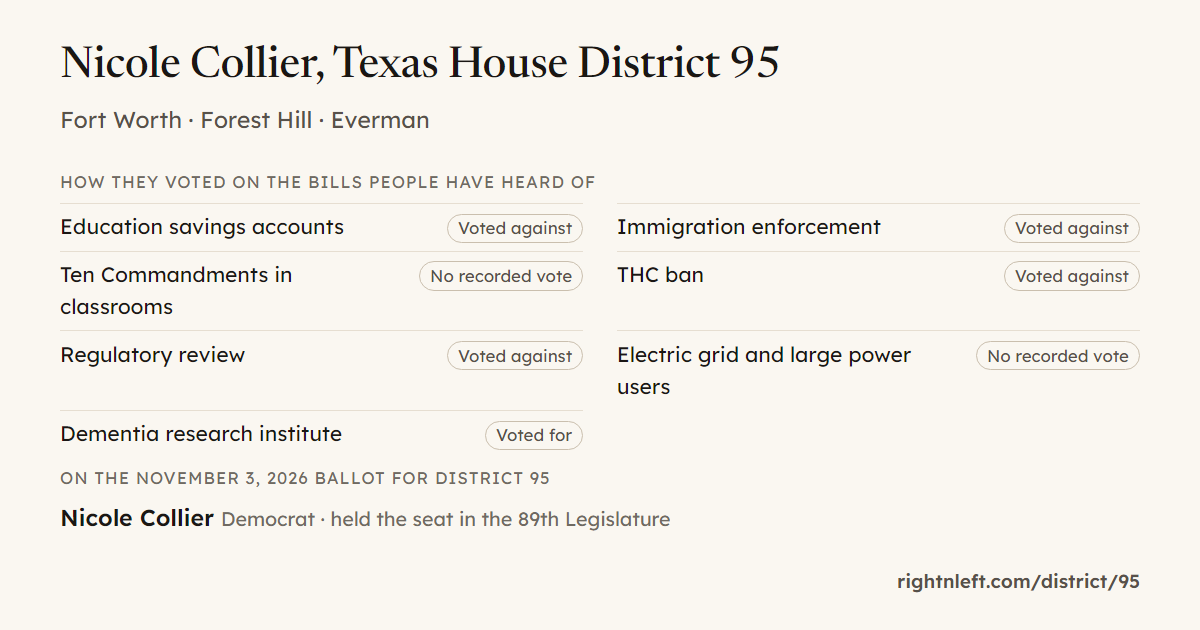 Nicole Collier, Texas House District 95
Fort Worth · Forest Hill · Everman
HOW THEY VOTED ON THE BILLS PEOPLE HAVE HEARD OF
Education savings accounts Voted against
Immigration enforcement Voted against
Ten Commandments in No recorded vote
classrooms
THC ban Voted against
Regulatory review Voted against
Electric grid and large power No recorded vote
users
Dementia research institute Voted for
ON THE NOVEMBER 3, 2026 BALLOT FOR DISTRICT 95
Nicole Collier Democrat · held the seat in the 89th Legislature
rightnleft.com/district/95